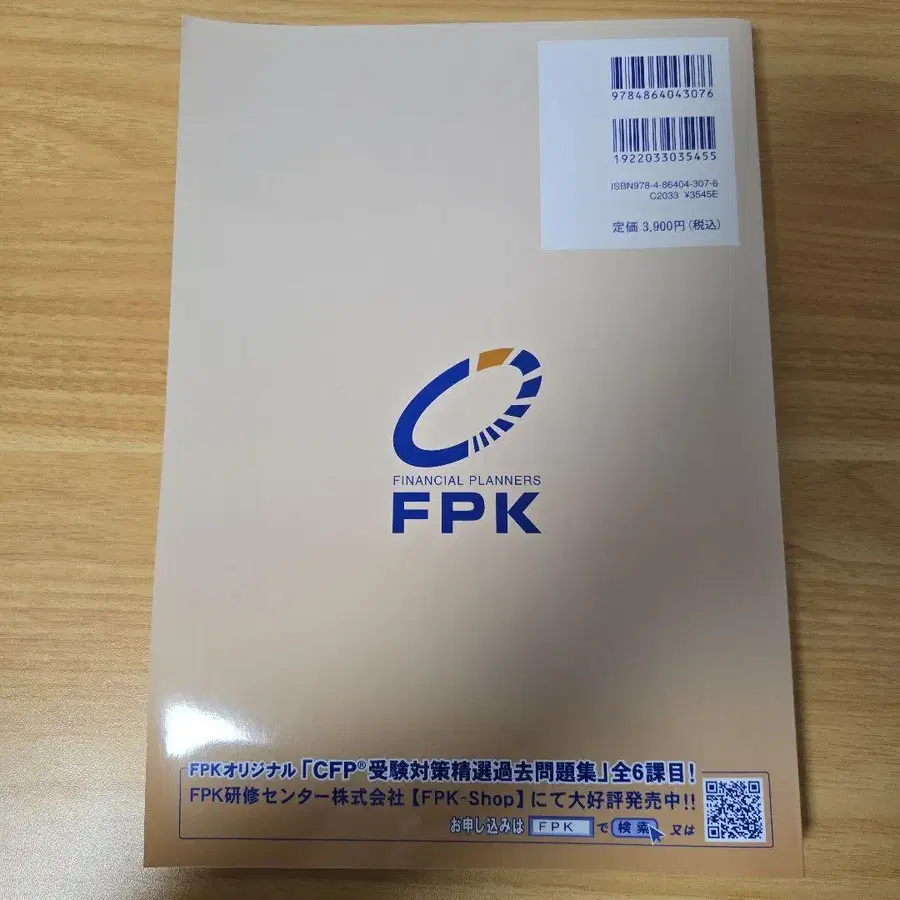 9784864043076
1922033035455
ISBN978-4-86404-307-6
C2033 ¥3545E
定価 3,900円(税込)
FINANCIAL PLANNERS
FPK
FPKオリジナル「CFP®受験対策精選過去問題集」全6課目!
FPK研修センター株式会社【FPK-Shop】にて大好評発売中!!
お申し込みは FPK で 検索 又は